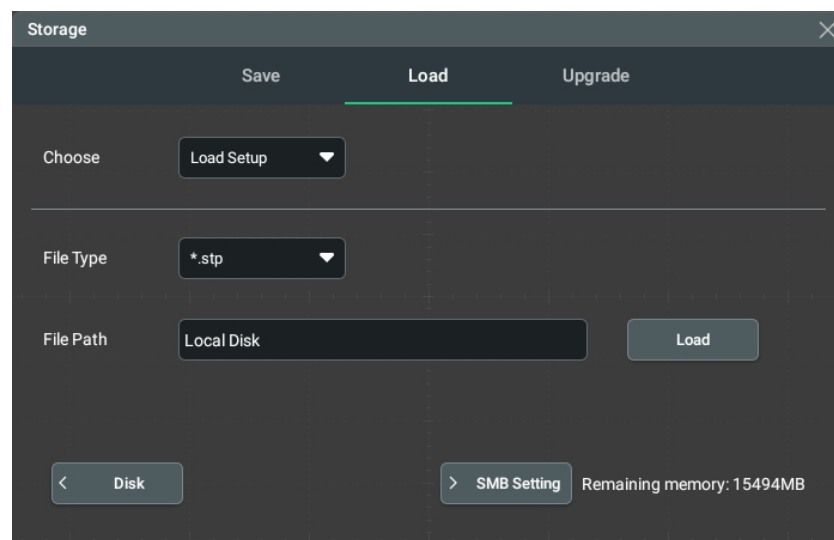 Storage
Save Load Upgrade
Choose Load Setup
File Type *.stp
File Path Local Disk Load
Disk SMB Setting Remaining memory: 15494MB